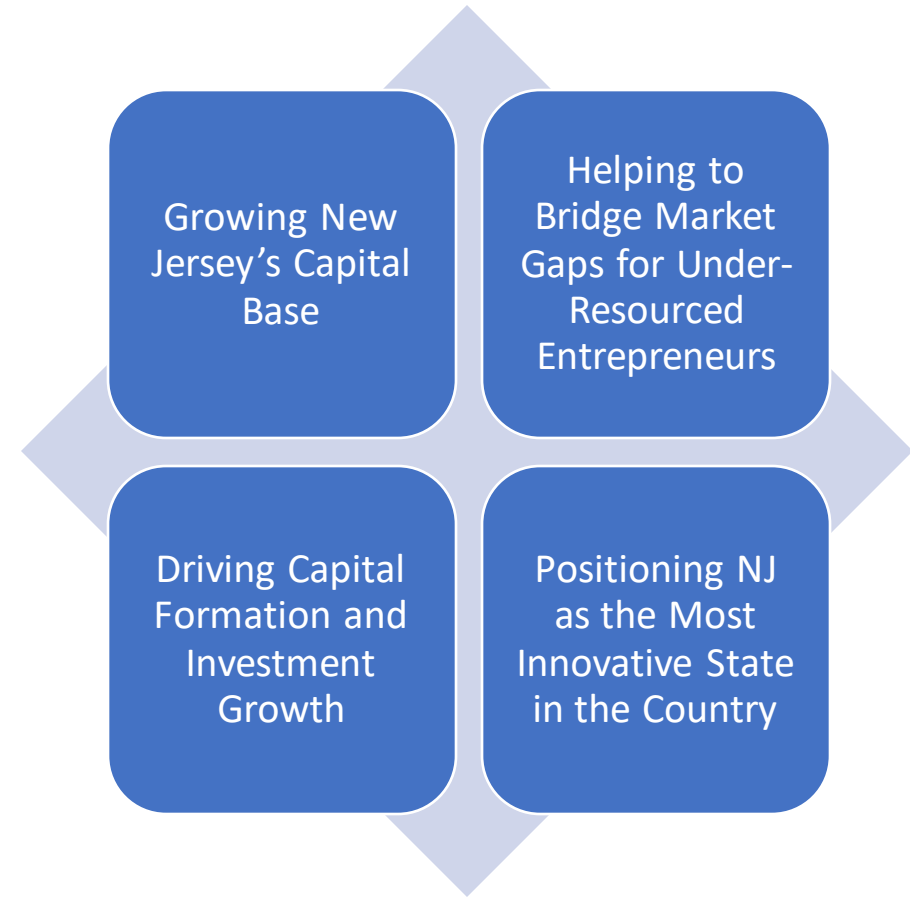 Growing New
Jersey’s Capital
Base
Helping to
Bridge Market
Gaps for Under-
Resourced
Entrepreneurs
Driving Capital
Formation and
Investment
Growth
Positioning NJ
as the Most
Innovative State
in the Country